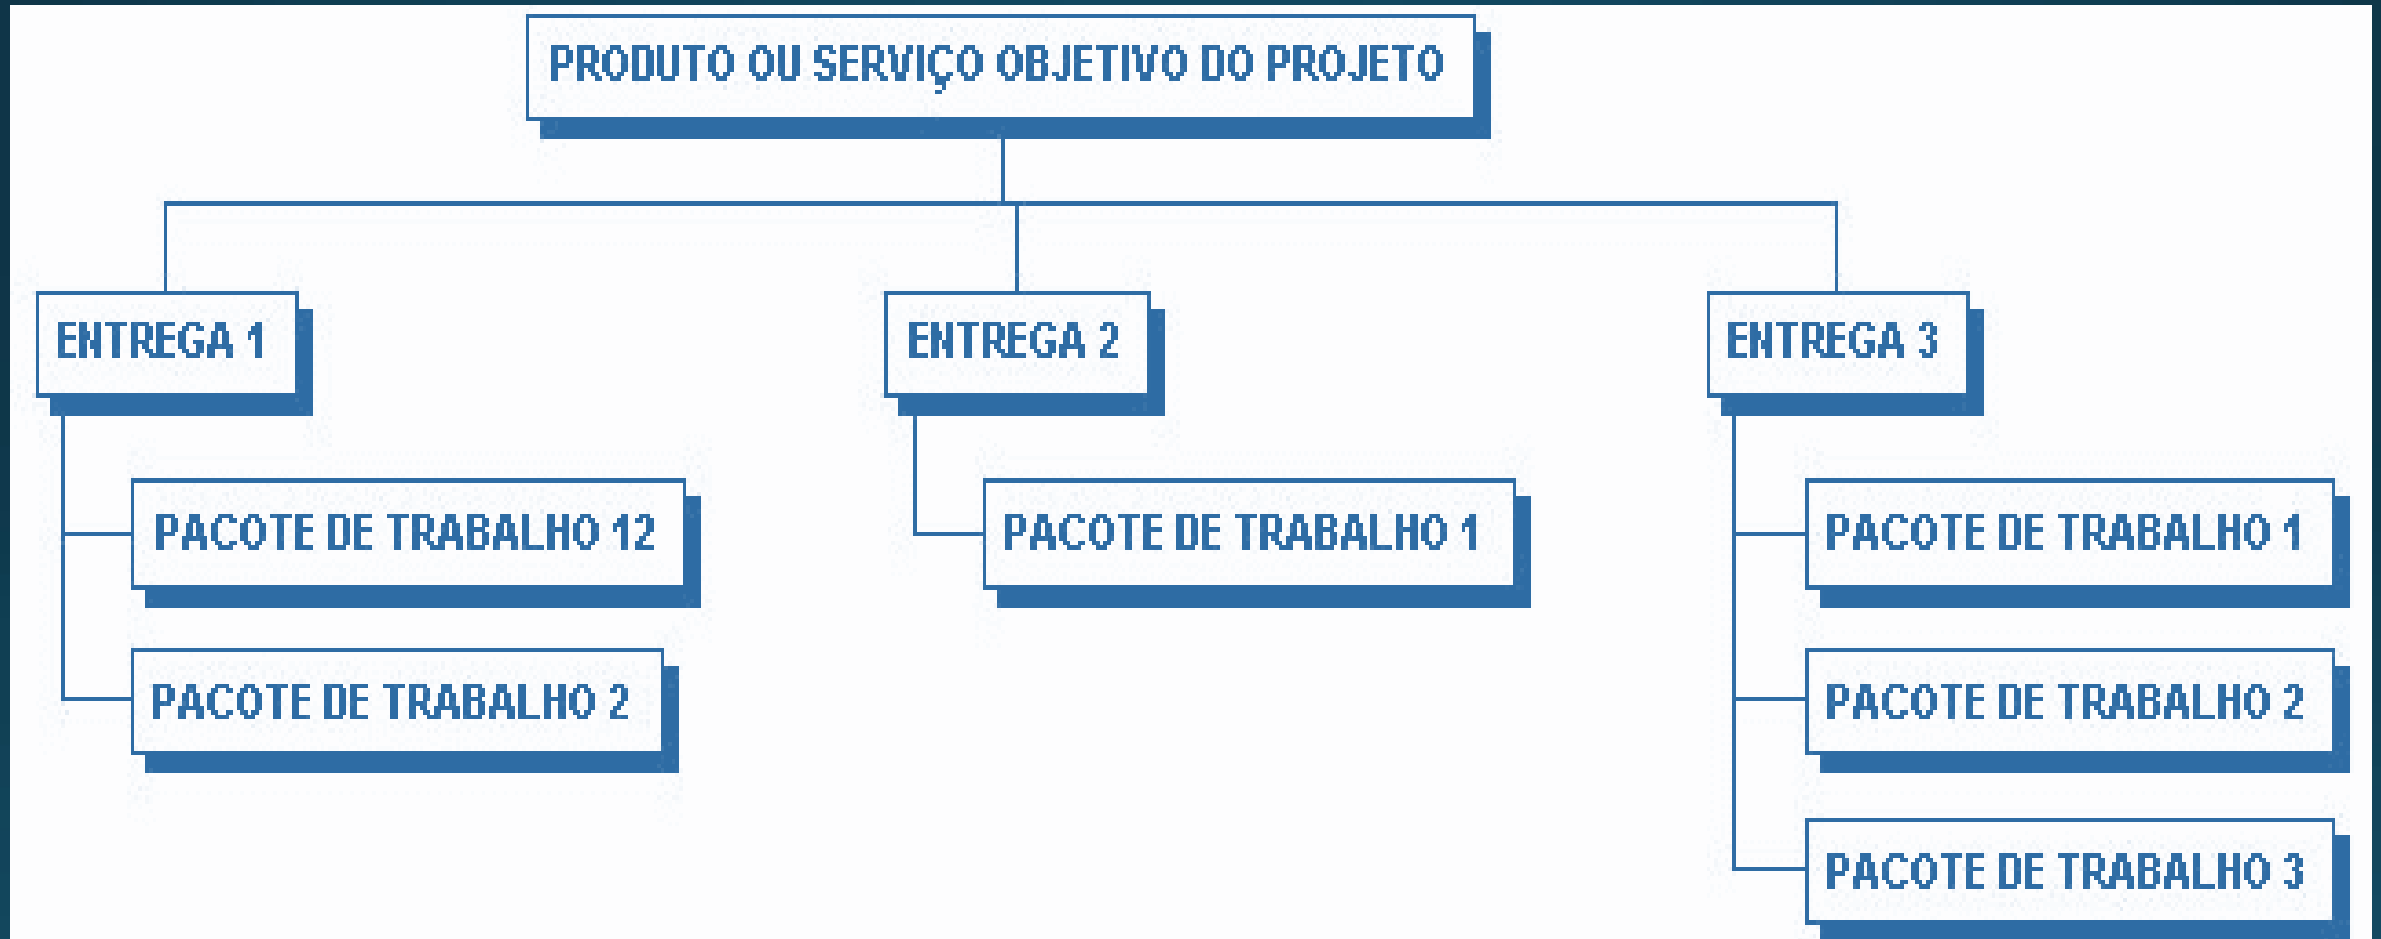 PRODUTO OU SERVIÇO OBJETIVO DO PROJETO
ENTREGA 1
ENTREGA 2
ENTREGA 3
PACOTE DE TRABALHO 12
PACOTE DE TRABALHO 1
PACOTE DE TRABALHO 1
PACOTE DE TRABALHO 2
PACOTE DE TRABALHO 2
PACOTE DE TRABALHO 3